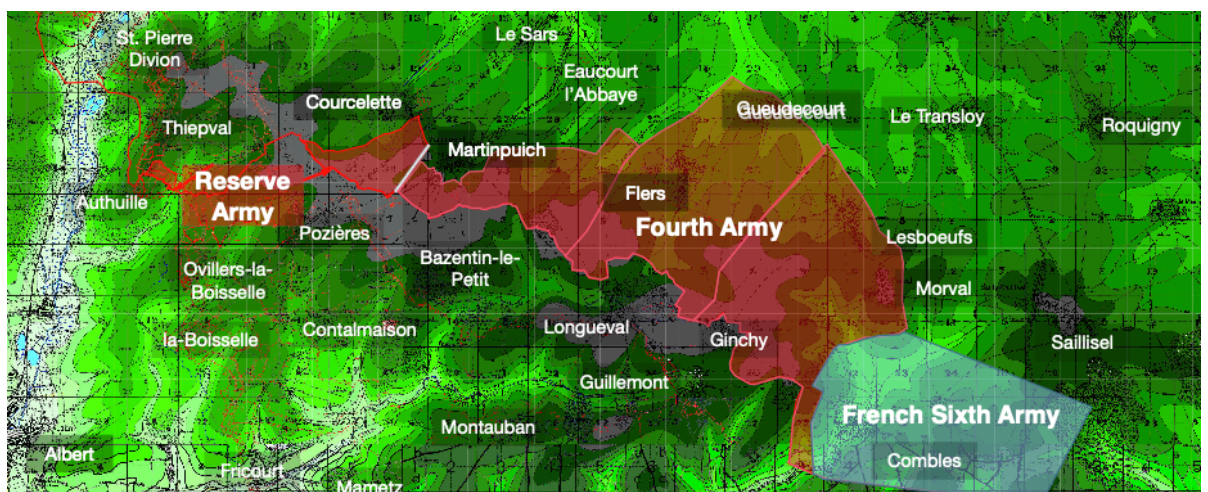 St. Pierre
Divion
Le Sars
Eaucourt
l'Abbaye
Courcelette
Gueudecourt
Le Transloy
Roquigny
Thiepval
Martinpuich
Reserve
Army
Authuille
Flers
Fourth Army
Pozières
Lesboeufs
Bazentin-le-
Petit
Ovillers-la-
Boisselle
Morval
la-Boisselle
Contalmaison
Longueval
Ginchy
Saillisel
Guillemont
French Sixth Army
Montauban
Albert
Fricourt
Combles
Mametz